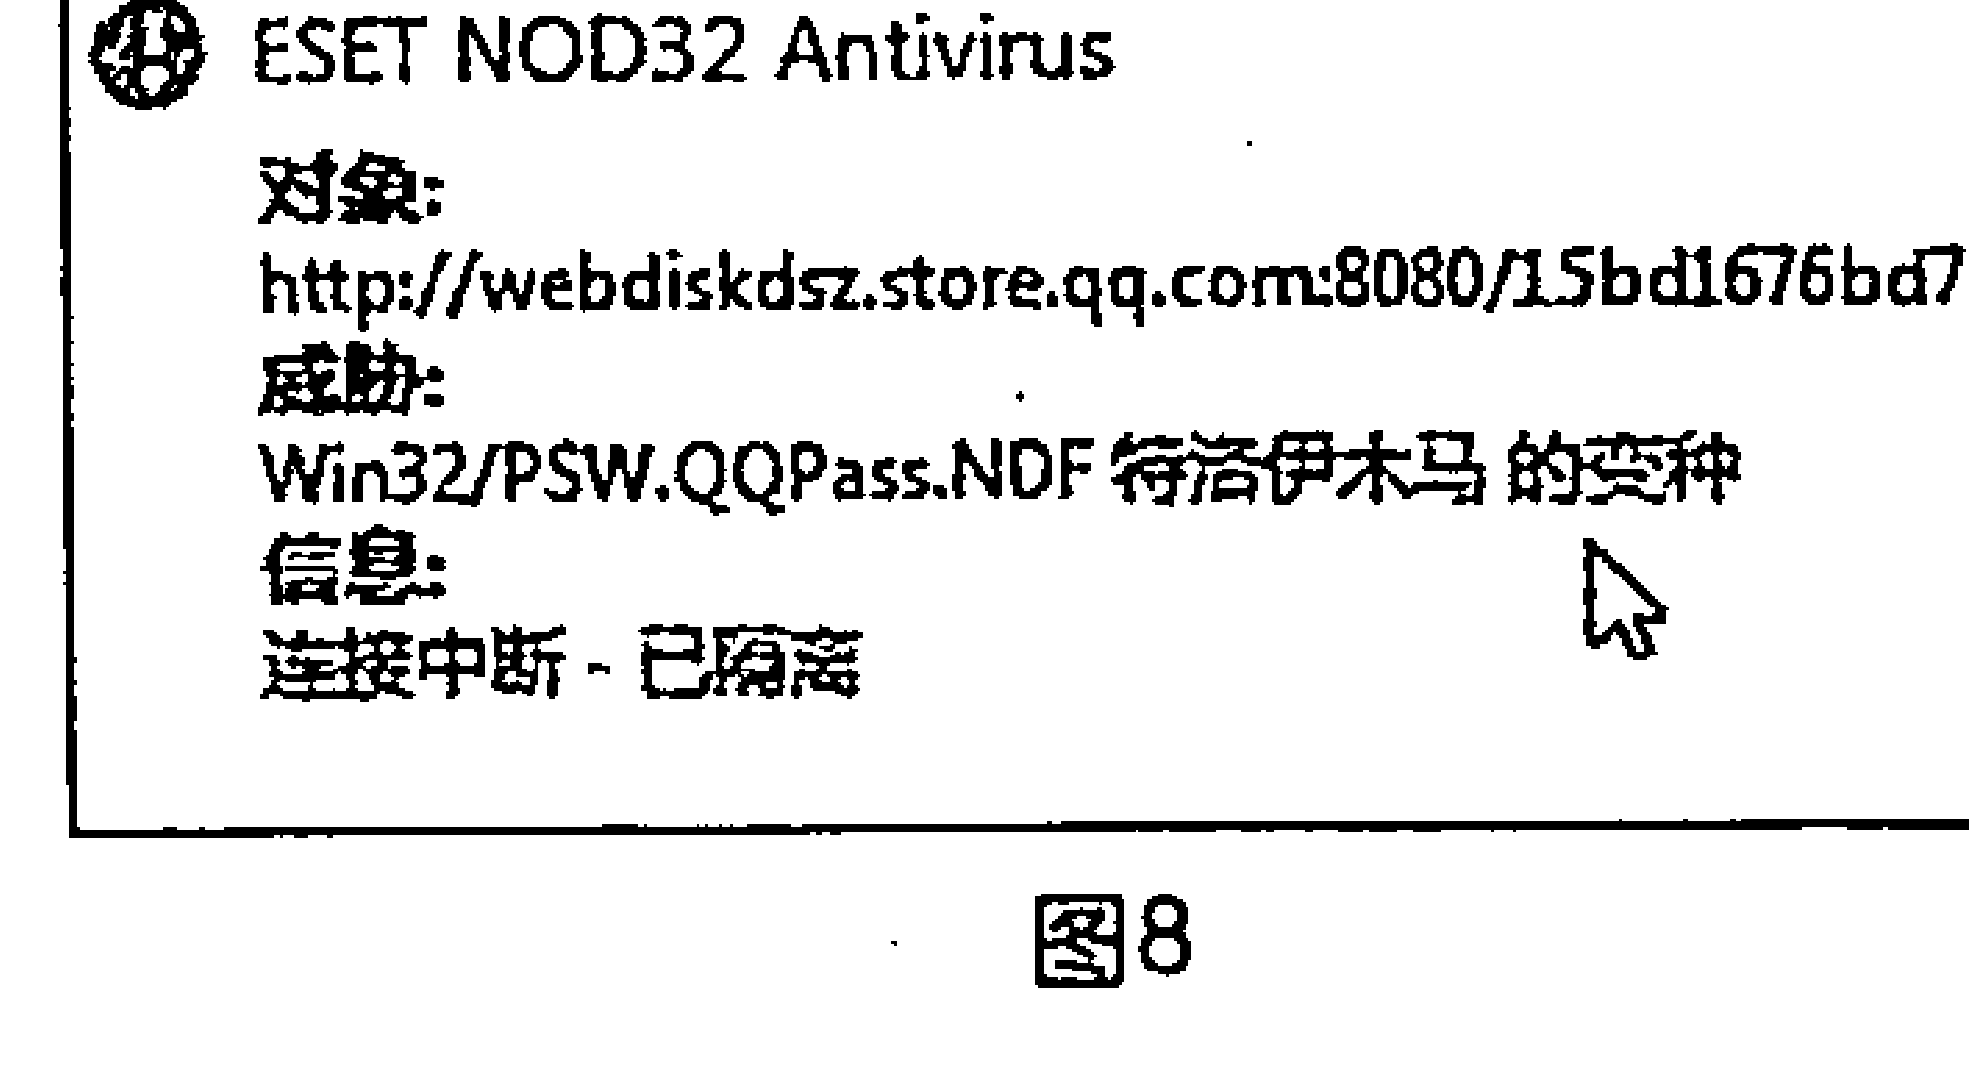 ESET NOD32 Antivirus
对象:
http://webdiskdsz.store.qq.com:8080/15bd1676bd7
威胁:
Win32/PSW.QQPass.NDF 特洛伊木马 的变种
信息:
连接中断 - 已隔离
图8